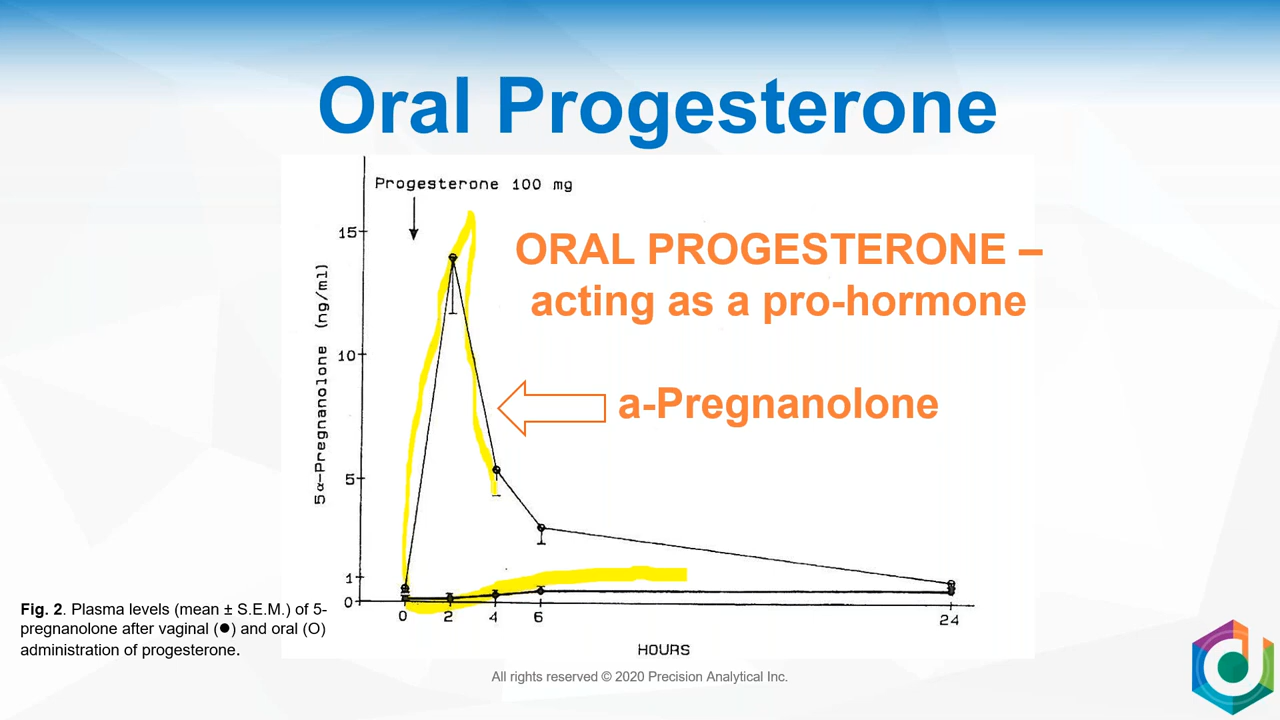 Oral Progesterone
Progesterone 100 mg
ORAL PROGESTERONE –
acting as a pro-hormone
a-Pregnanolone
5α-Pregnanolone (ng/ml)
15
10
5
1
0
0 2 4 6 24
HOURS
Fig. 2. Plasma levels (mean ± S.E.M.) of 5-
pregnanolone after vaginal (●) and oral (O)
administration of progesterone.
All rights reserved © 2020 Precision Analytical Inc.